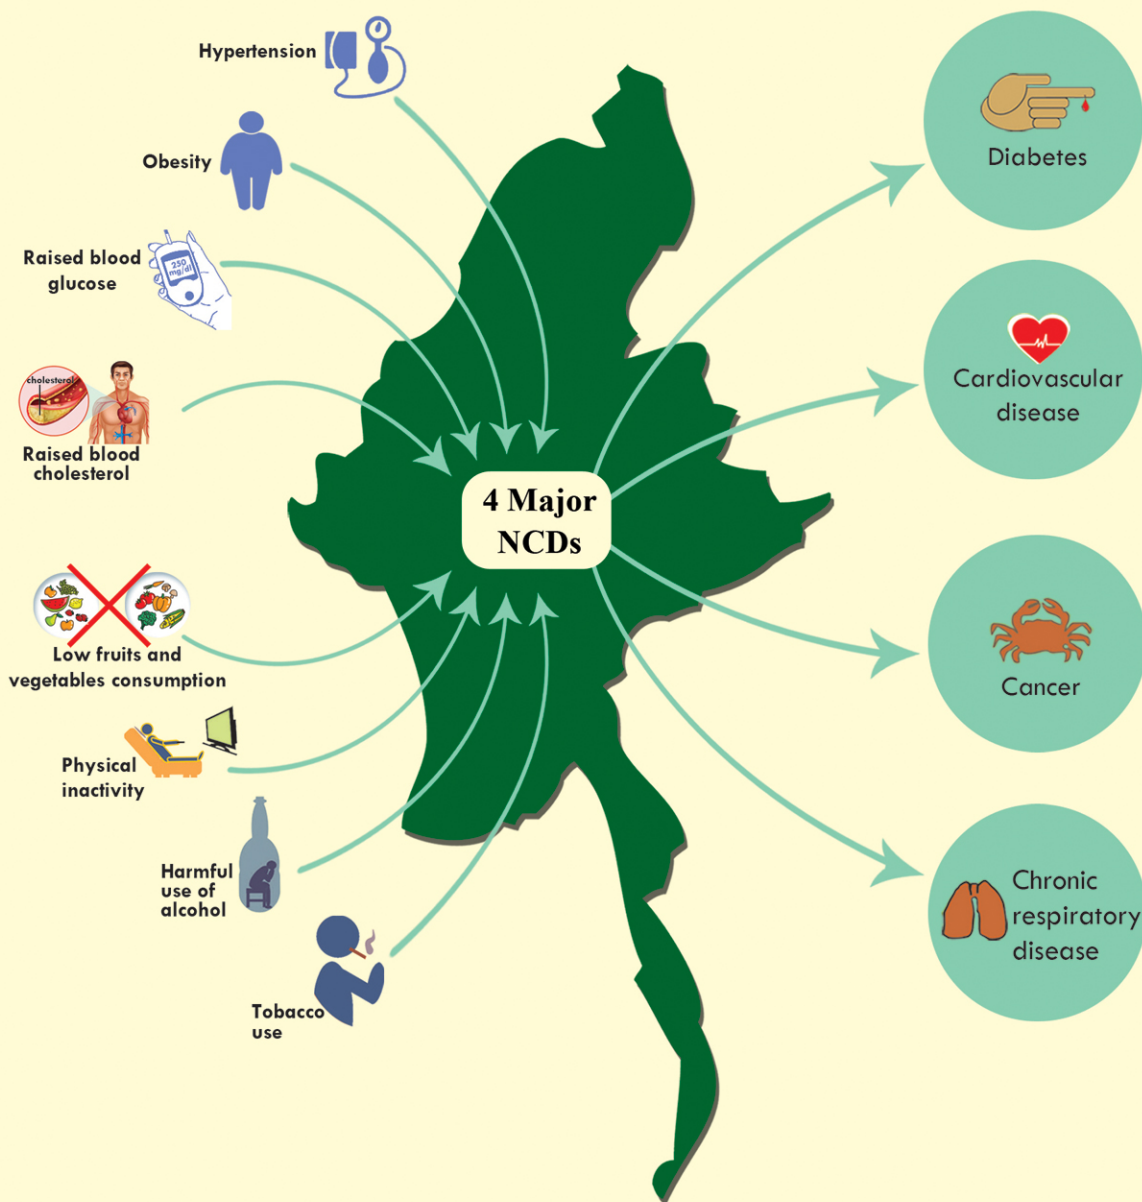 Hypertension
Obesity
Raised blood
glucose
250
mg/dl
cholesterol
Raised blood
cholesterol
4 Major
NCDs
Low fruits and
vegetables consumption
Physical
inactivity
Harmful
use of
alcohol
Tobacco
use
Diabetes
Cardiovascular
disease
Cancer
Chronic
respiratory
disease